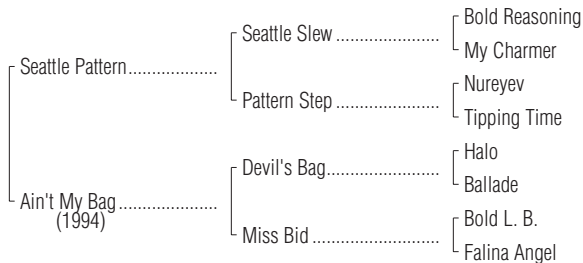 Bold Reasoning
Seattle Slew ......................
My Charmer
Seattle Pattern...................
Nureyev
Pattern Step ......................
Tipping Time
Halo
Devil's Bag........................
Ballade
Ain't My Bag .....................
(1994)
Bold L. B.
Miss Bid ...........................
Falina Angel